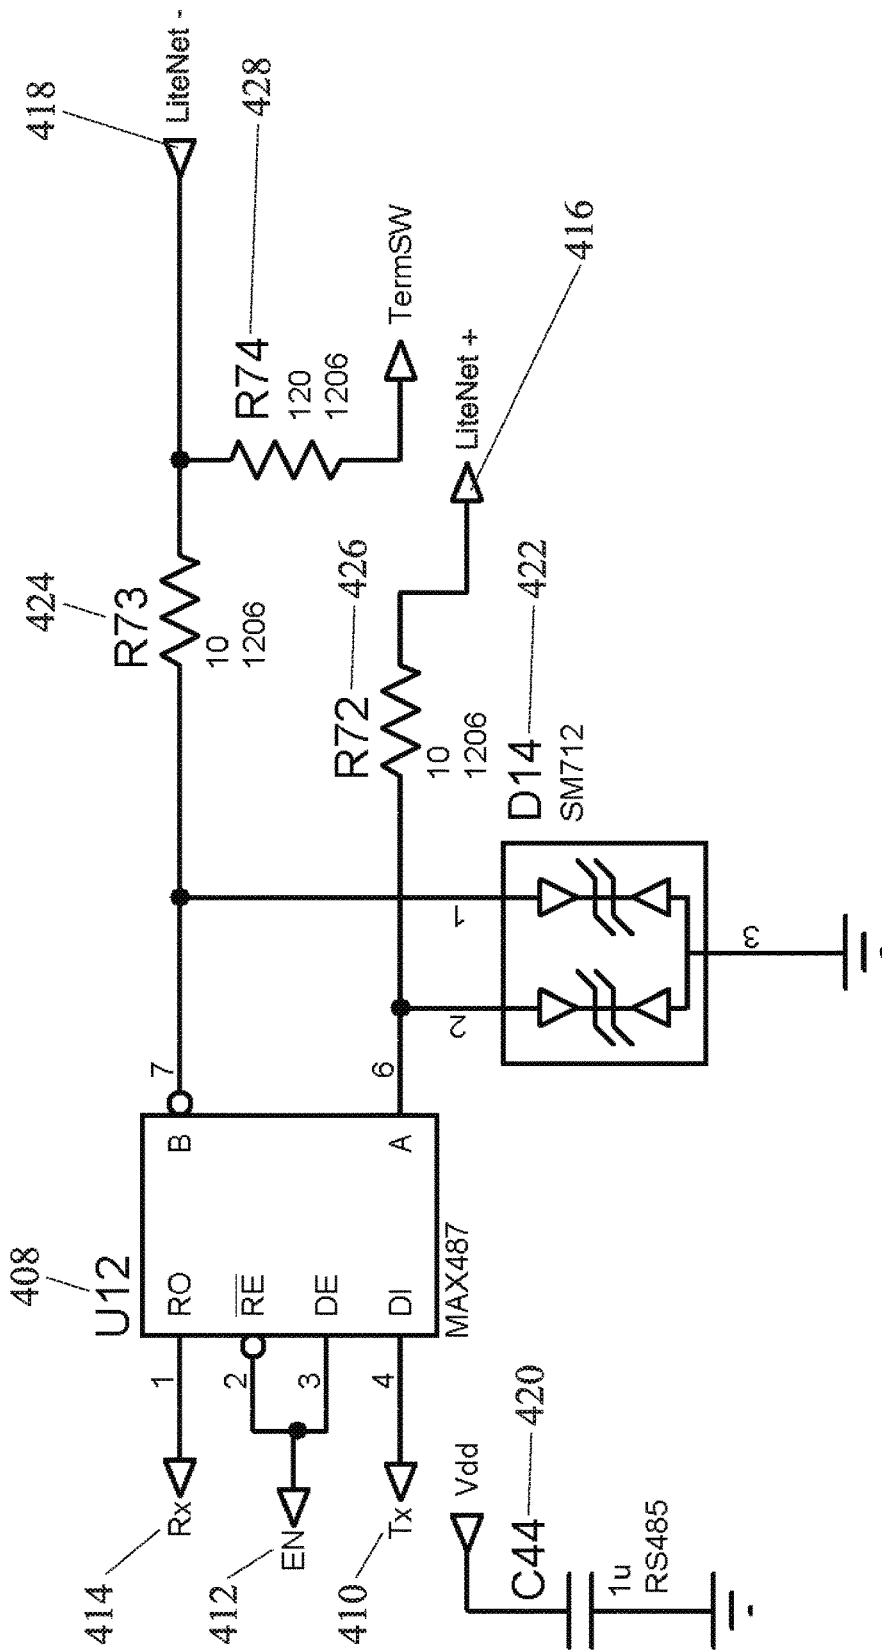 418
LiteNet -
428
R74
120
1206
TermSW
416
LiteNet +
424
R73
10
1206
426
R72
10
1206
422
D14
SM712
1
2
3
408
U12
B
7
A
6
RO
RE
DE
DI
MAX487
1
2
3
4
Rx
EN
Tx
414
412
410
Vdd
420
C44
1u
RS485